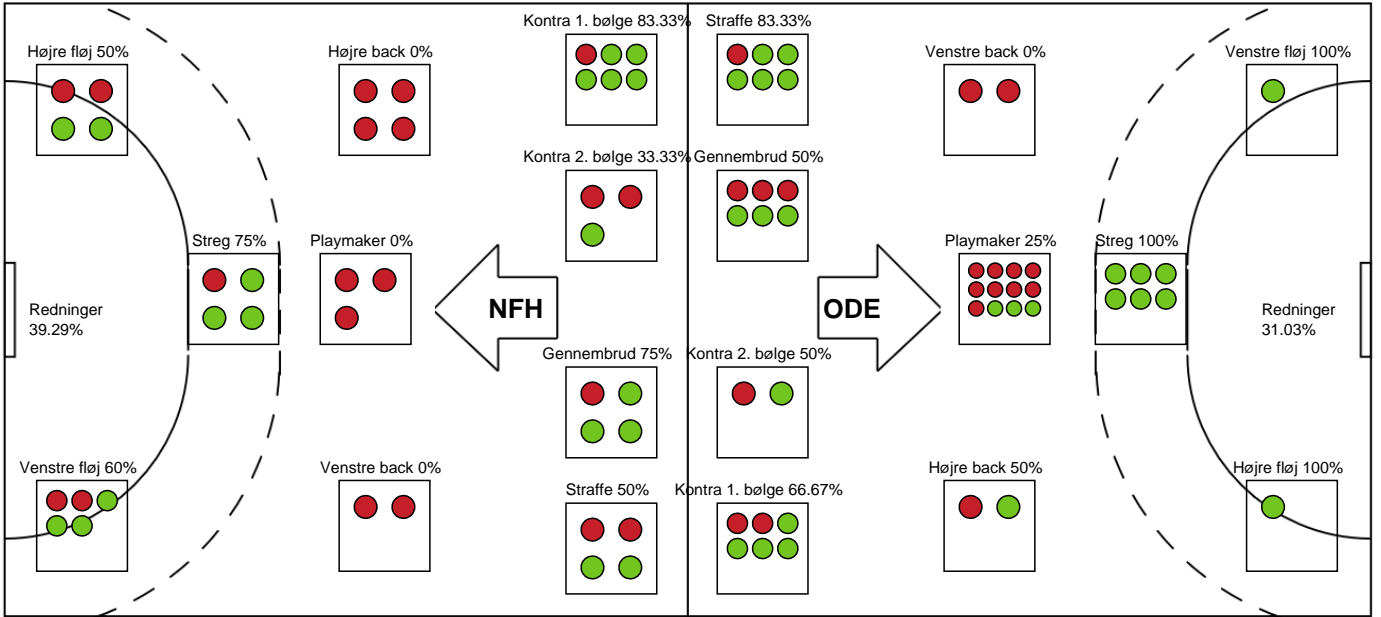 Kontra 1. bølge 83.33%
Straffe 83.33%
Højre fløj 50%
Højre back 0%
Venstre back 0%
Venstre fløj 100%
Kontra 2. bølge 33.33%
Gennembrud 50%
Streg 75%
Playmaker 0%
Playmaker 25%
Streg 100%
NFH
ODE
Redninger
39.29%
Redninger
31.03%
Gennembrud 75%
Kontra 2. bølge 50%
Venstre fløj 60%
Venstre back 0%
Straffe 50%
Kontra 1. bølge 66.67%
Højre back 50%
Højre fløj 100%